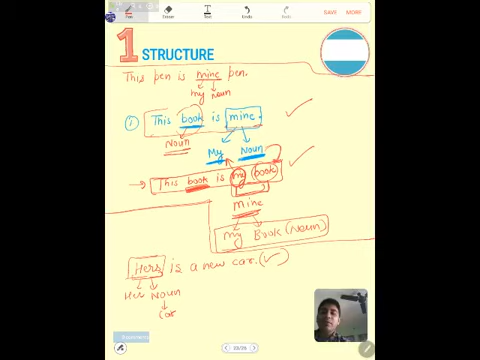 Pen
Eraser
Text
Undo
Redo
SAVE
MORE
1 STRUCTURE
This pen is mine pen.
my Noun
① This book is mine.
Noun
My Noun
→ This book is my book
mine
my Book (Noun)
Hers is a new car. (✓)
Her Noun
Car